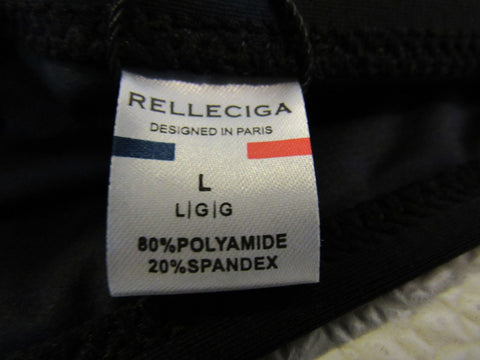 RELLECIGA
DESIGNED IN PARIS
L
L|G|G
80%POLYAMIDE
20%SPANDEX